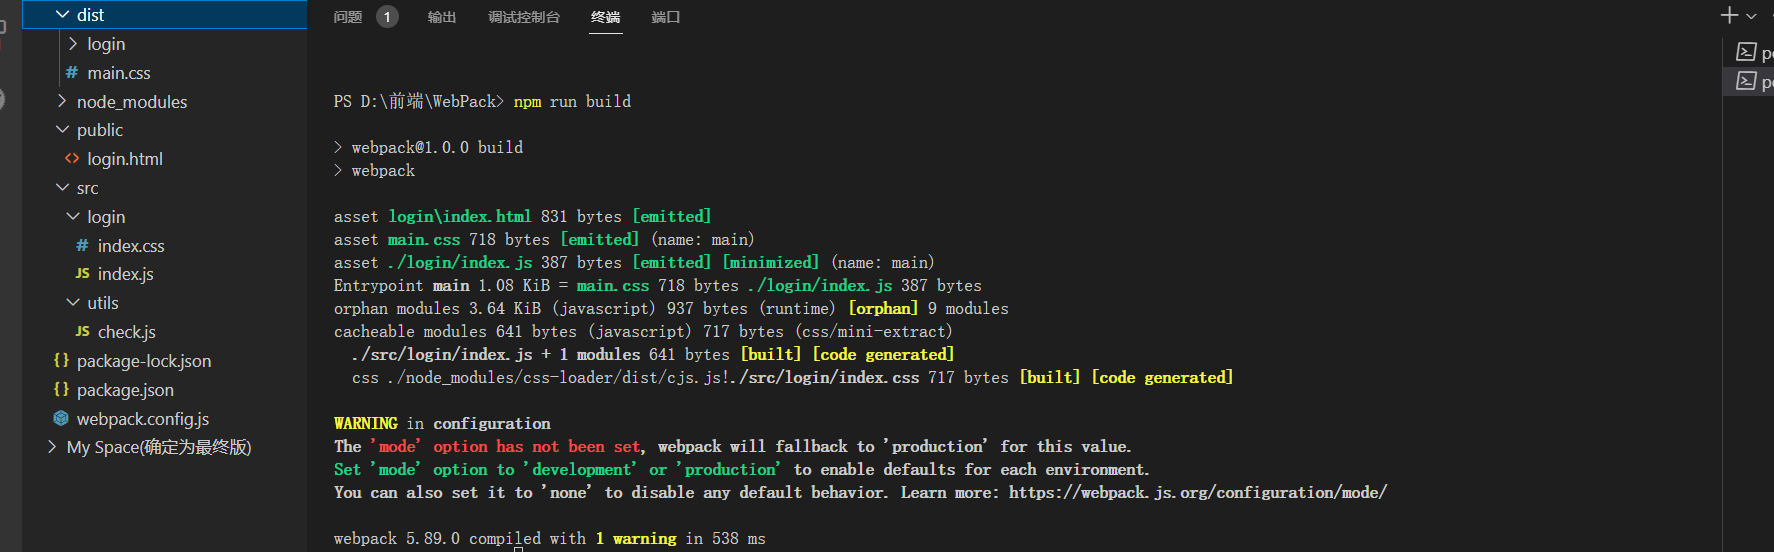 dist
login
# main.css
node_modules
public
<> login.html
src
login
# index.css
JS index.js
utils
JS check.js
{} package-lock.json
{} package.json
webpack.config.js
My Space(确定为最终版)
问题 1 输出 调试控制台 终端 端口
PS D:\前端\WebPack> npm run build
> webpack@1.0.0 build
> webpack
asset login\index.html 831 bytes [emitted]
asset main.css 718 bytes [emitted] (name: main)
asset ./login/index.js 387 bytes [emitted] [minimized] (name: main)
Entrypoint main 1.08 KiB = main.css 718 bytes ./login/index.js 387 bytes
orphan modules 3.64 KiB (javascript) 937 bytes (runtime) [orphan] 9 modules
cacheable modules 641 bytes (javascript) 717 bytes (css/mini-extract)
./src/login/index.js + 1 modules 641 bytes [built] [code generated]
css ./node_modules/css-loader/dist/cjs.js!./src/login/index.css 717 bytes [built] [code generated]
WARNING in configuration
The 'mode' option has not been set, webpack will fallback to 'production' for this value.
Set 'mode' option to 'development' or 'production' to enable defaults for each environment.
You can also set it to 'none' to disable any default behavior. Learn more: https://webpack.js.org/configuration/mode/
webpack 5.89.0 compiled with 1 warning in 538 ms